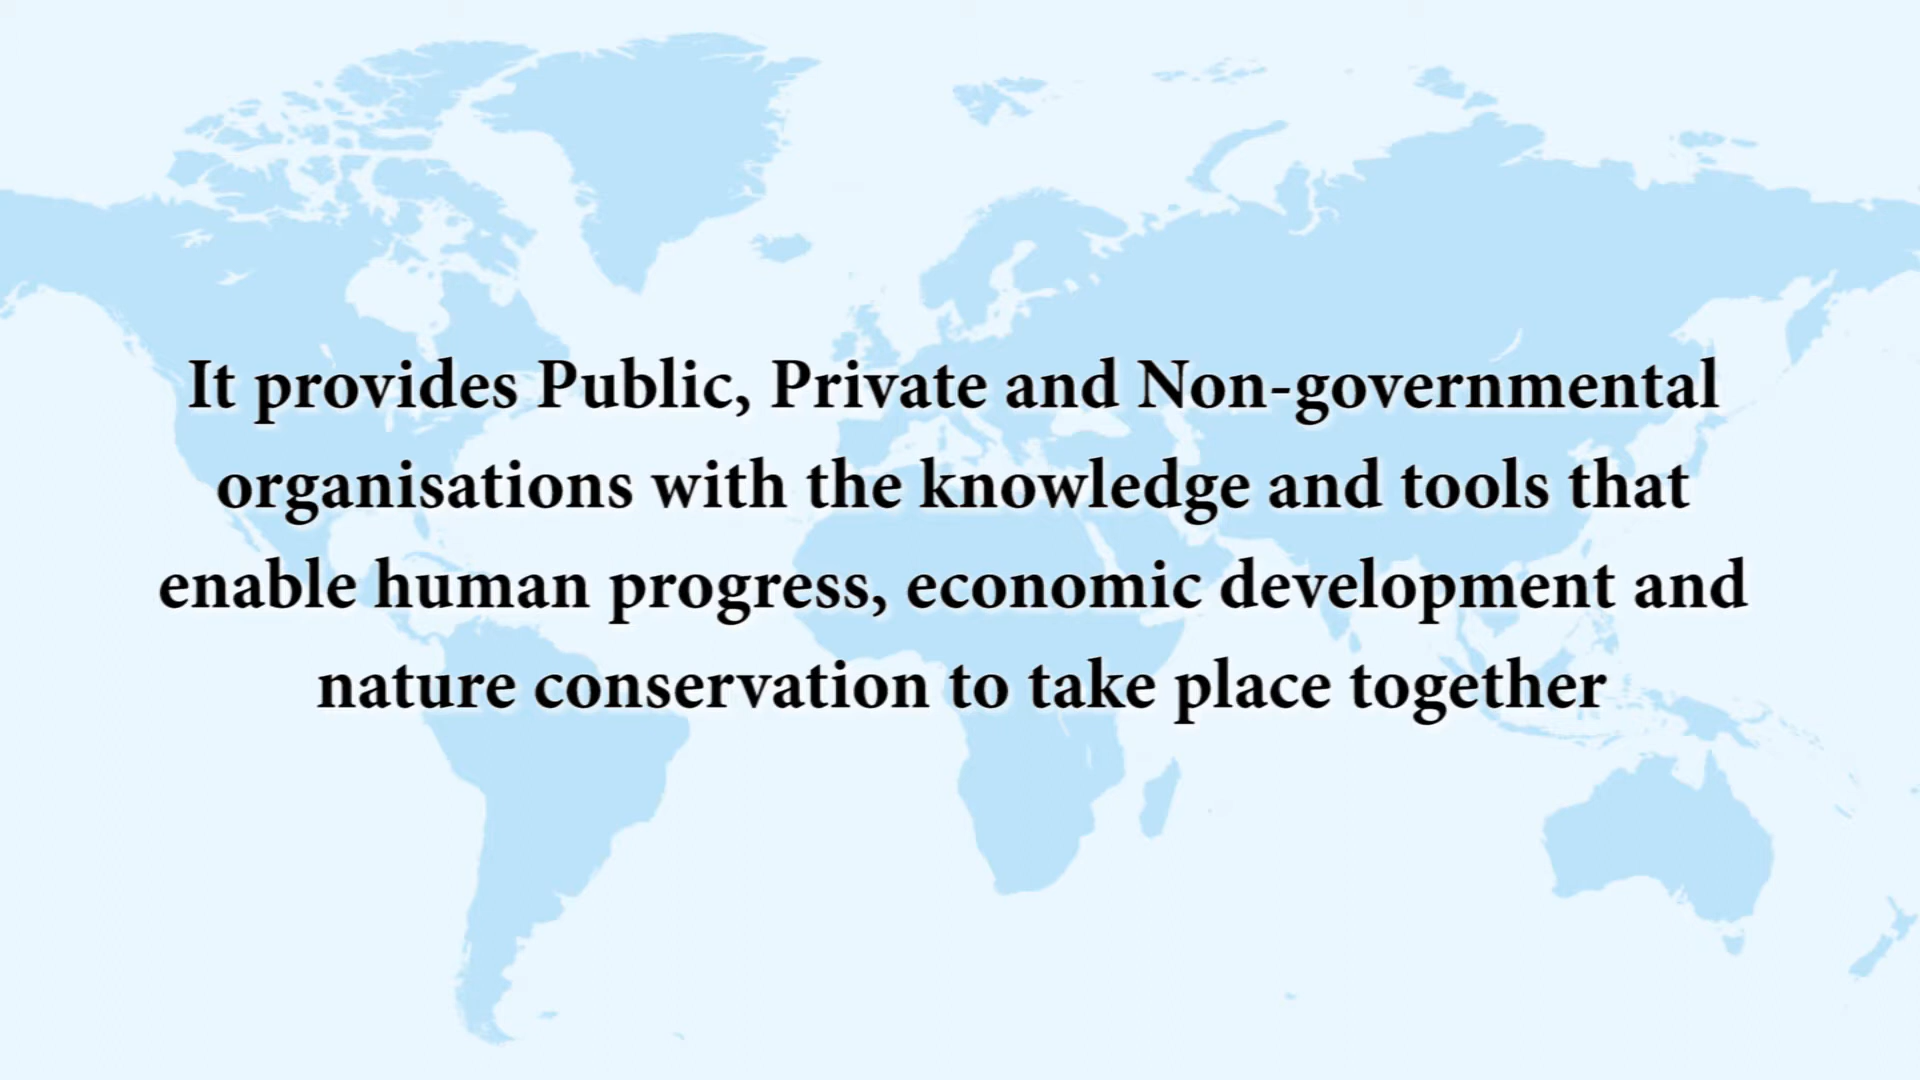 It provides Public, Private and Non-governmental
organisations with the knowledge and tools that
enable human progress, economic development and
nature conservation to take place together